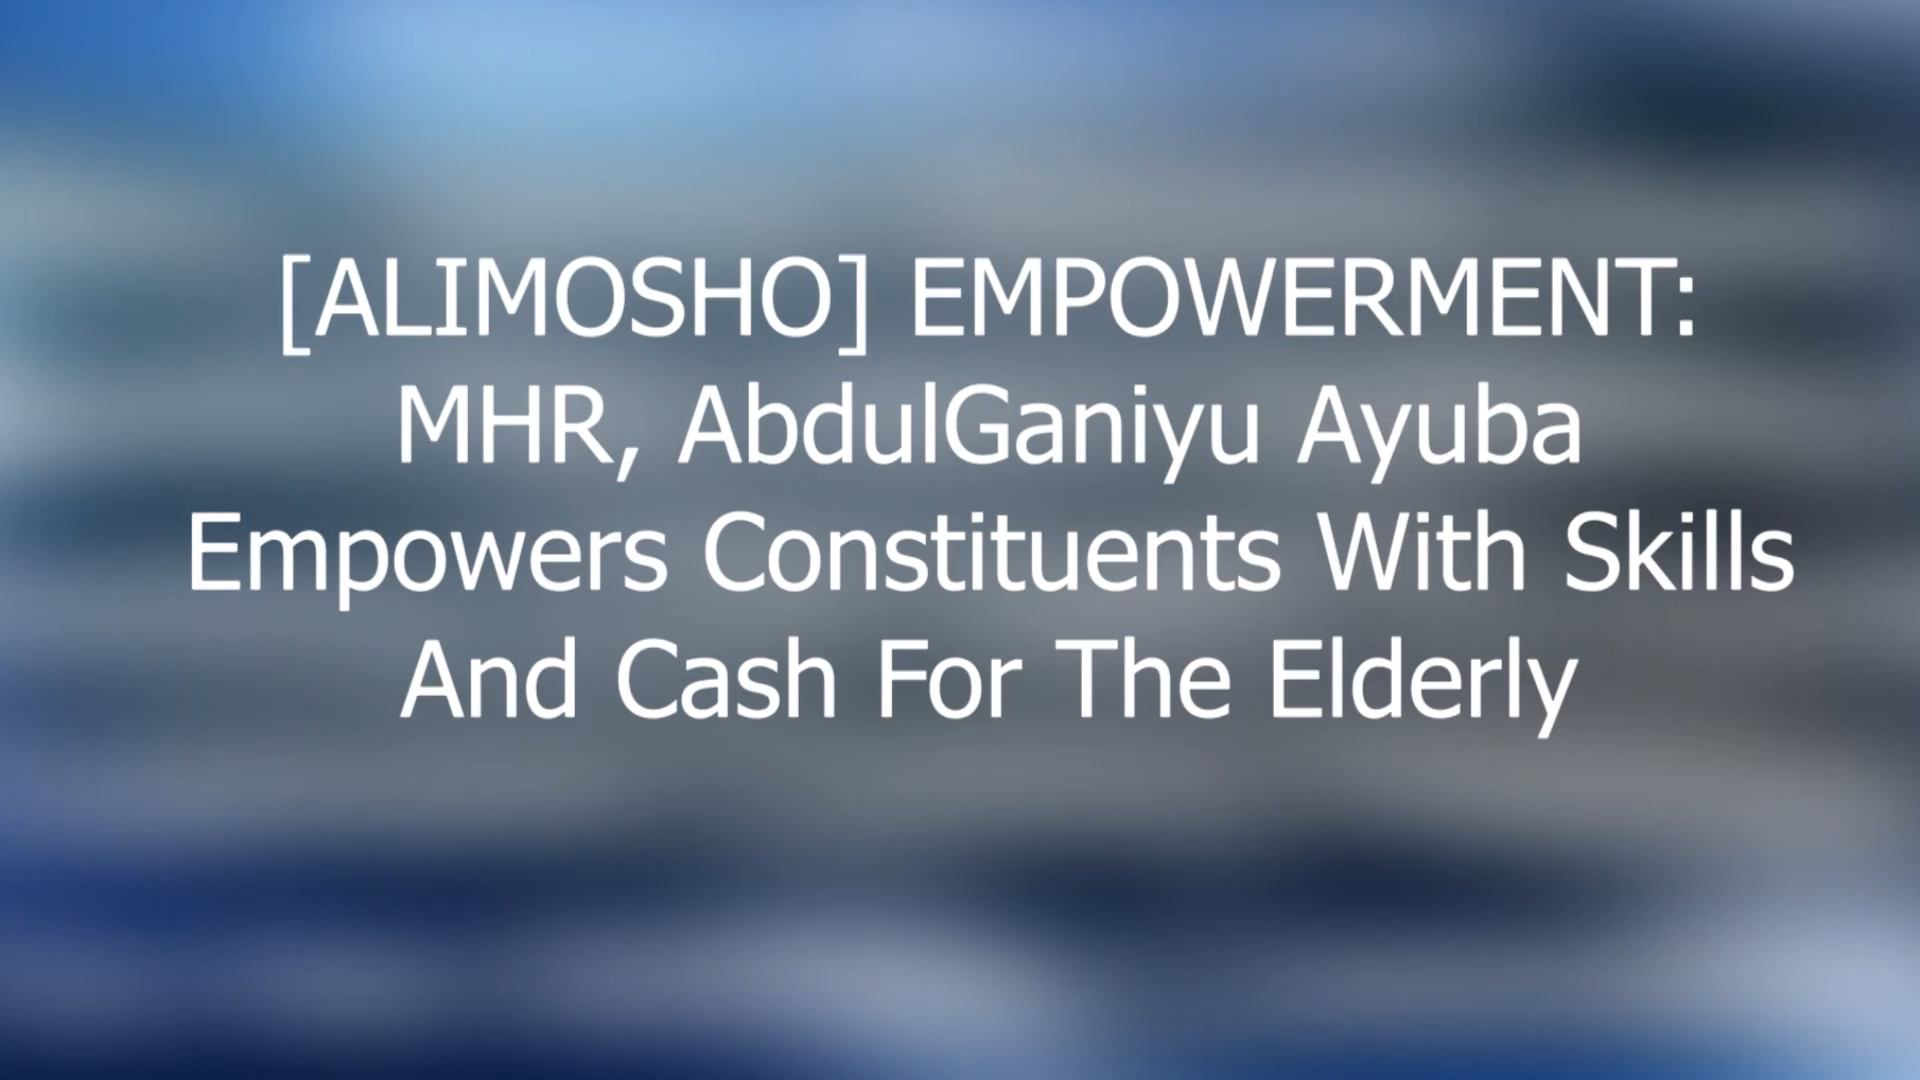 [ALIMOSHO] EMPOWERMENT:
MHR, AbdulGaniyu Ayuba
Empowers Constituents With Skills
And Cash For The Elderly